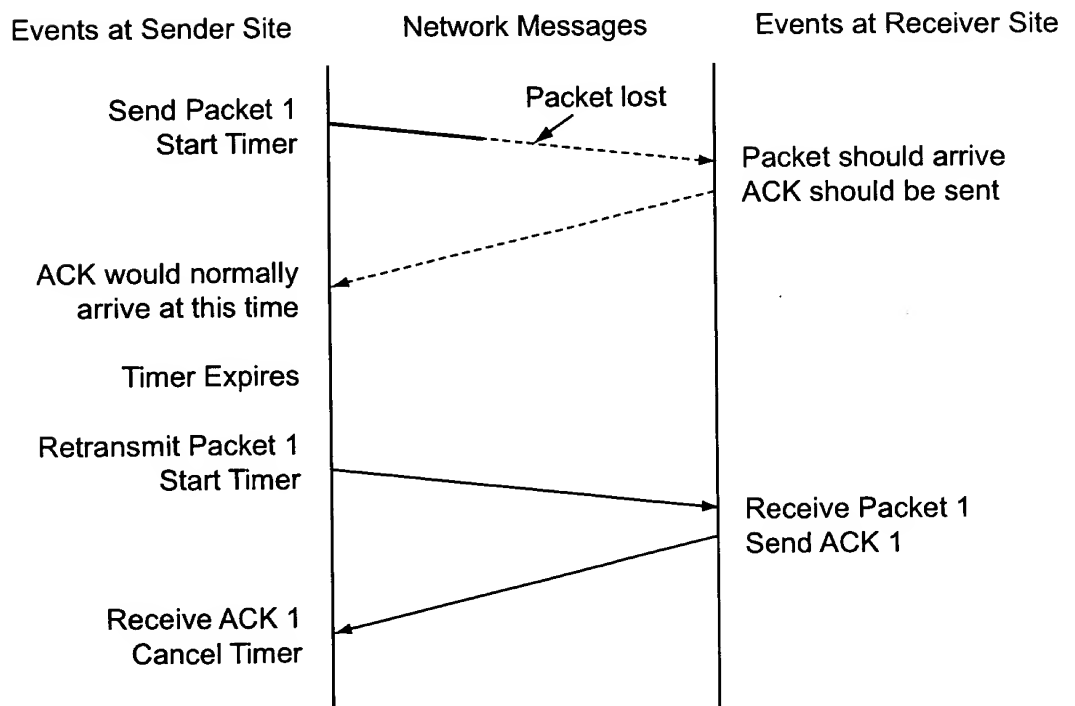 Events at Sender Site
Network Messages
Events at Receiver Site
Send Packet 1
Start Timer
Packet lost
Packet should arrive
ACK should be sent
ACK would normally
arrive at this time
Timer Expires
Retransmit Packet 1
Start Timer
Receive Packet 1
Send ACK 1
Receive ACK 1
Cancel Timer